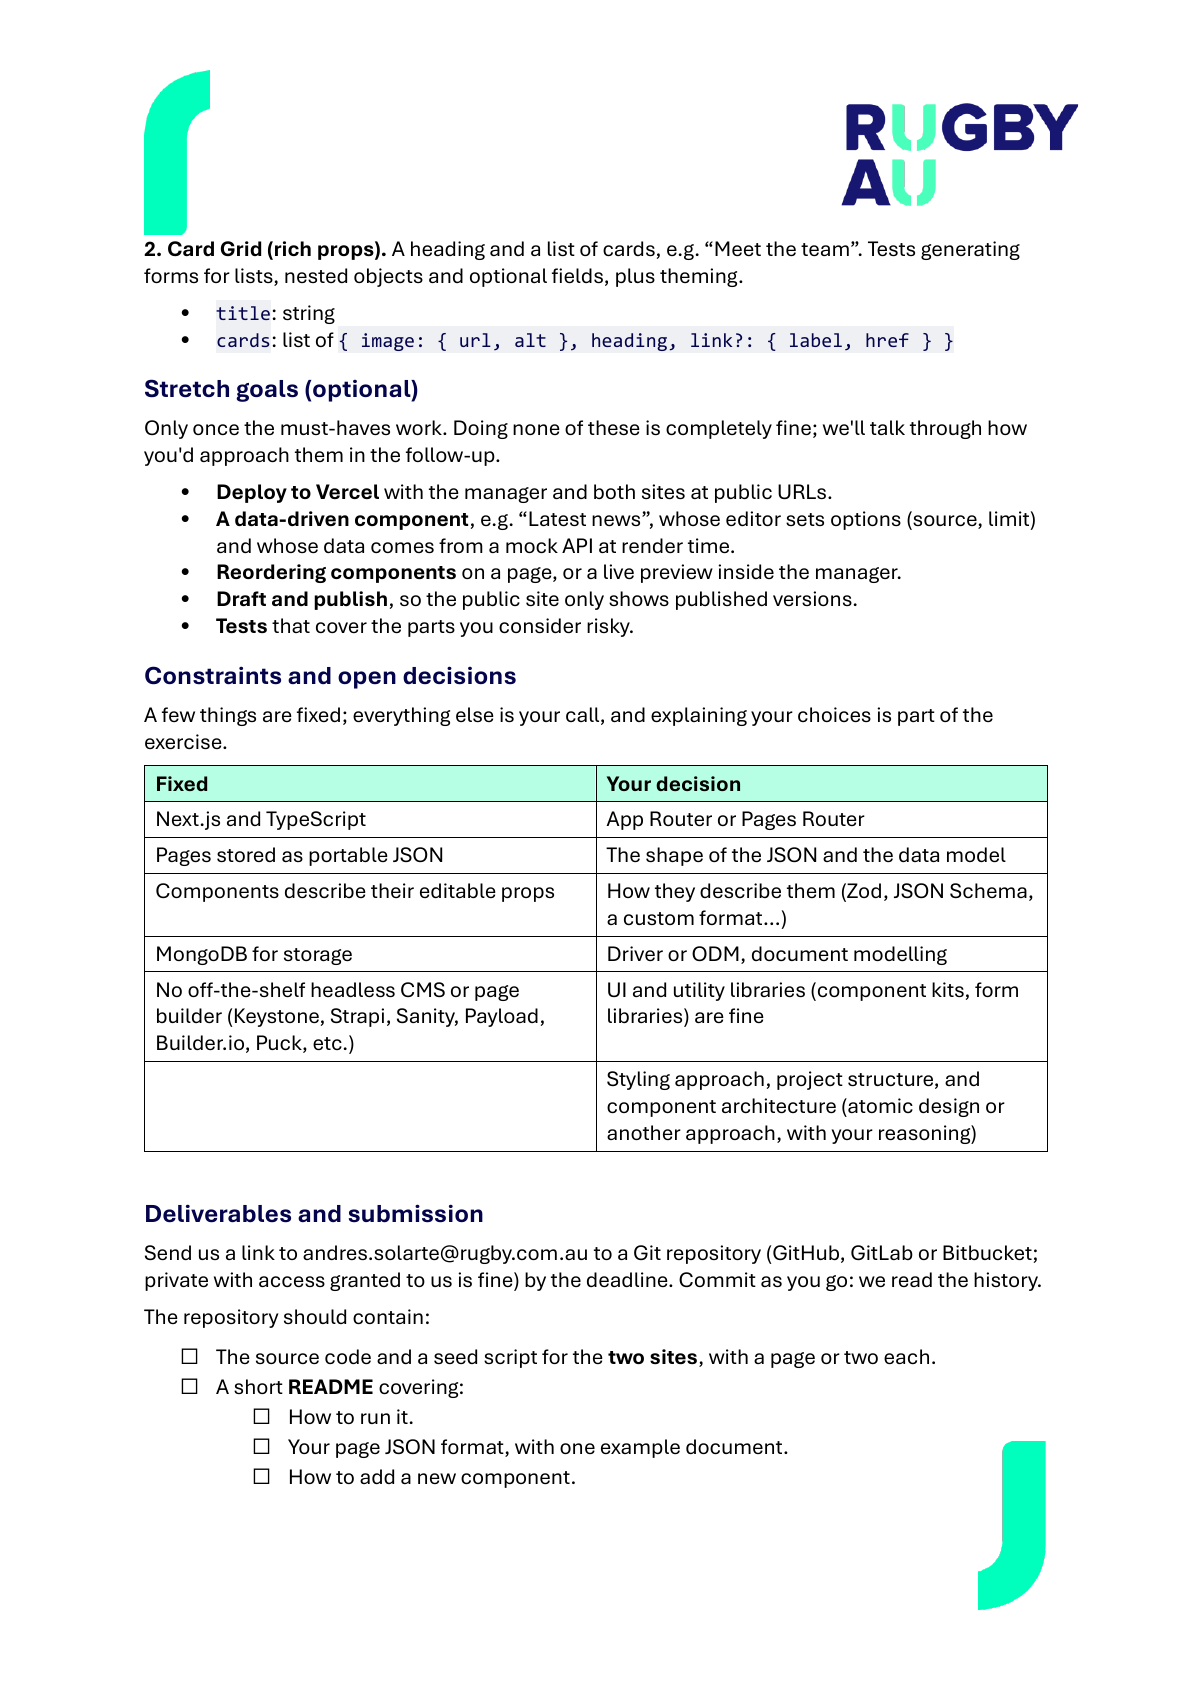 RUGBY
AU
2. Card Grid (rich props). A heading and a list of cards, e.g. “Meet the team”. Tests generating
forms for lists, nested objects and optional fields, plus theming.
• title: string
• cards: list of { image: { url, alt }, heading, link?: { label, href } }
Stretch goals (optional)
Only once the must-haves work. Doing none of these is completely fine; we'll talk through how
you'd approach them in the follow-up.
• Deploy to Vercel with the manager and both sites at public URLs.
• A data-driven component, e.g. “Latest news”, whose editor sets options (source, limit)
and whose data comes from a mock API at render time.
• Reordering components on a page, or a live preview inside the manager.
• Draft and publish, so the public site only shows published versions.
• Tests that cover the parts you consider risky.
Constraints and open decisions
A few things are fixed; everything else is your call, and explaining your choices is part of the
exercise.
Fixed
Your decision
Next.js and TypeScript
App Router or Pages Router
Pages stored as portable JSON
The shape of the JSON and the data model
Components describe their editable props
How they describe them (Zod, JSON Schema,
a custom format...)
MongoDB for storage
Driver or ODM, document modelling
No off-the-shelf headless CMS or page
builder (Keystone, Strapi, Sanity, Payload,
Builder.io, Puck, etc.)
UI and utility libraries (component kits, form
libraries) are fine
Styling approach, project structure, and
component architecture (atomic design or
another approach, with your reasoning)
Deliverables and submission
Send us a link to andres.solarte@rugby.com.au to a Git repository (GitHub, GitLab or Bitbucket;
private with access granted to us is fine) by the deadline. Commit as you go: we read the history.
The repository should contain:
☐ The source code and a seed script for the two sites, with a page or two each.
☐ A short README covering:
☐ How to run it.
☐ Your page JSON format, with one example document.
☐ How to add a new component.